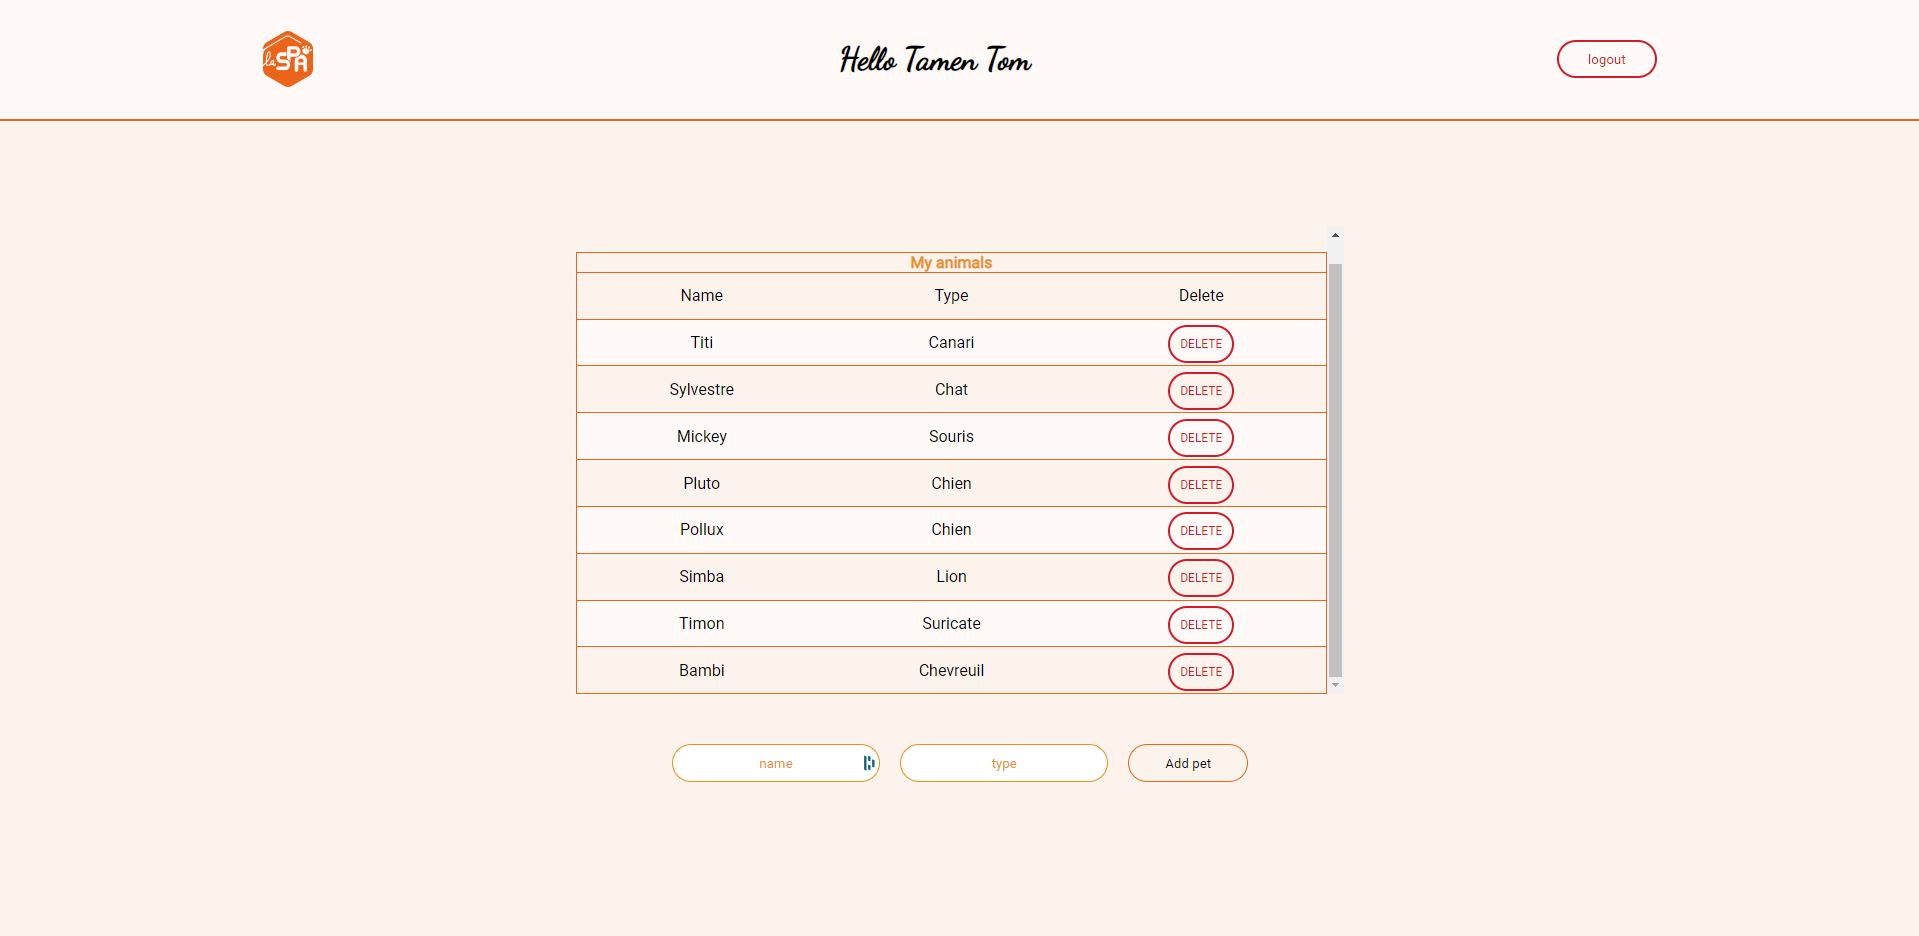 la SPA
Hello Tamen Tom
logout
My animals
Name Type Delete
Titi Canari DELETE
Sylvestre Chat DELETE
Mickey Souris DELETE
Pluto Chien DELETE
Pollux Chien DELETE
Simba Lion DELETE
Timon Suricate DELETE
Bambi Chevreuil DELETE
name type Add pet